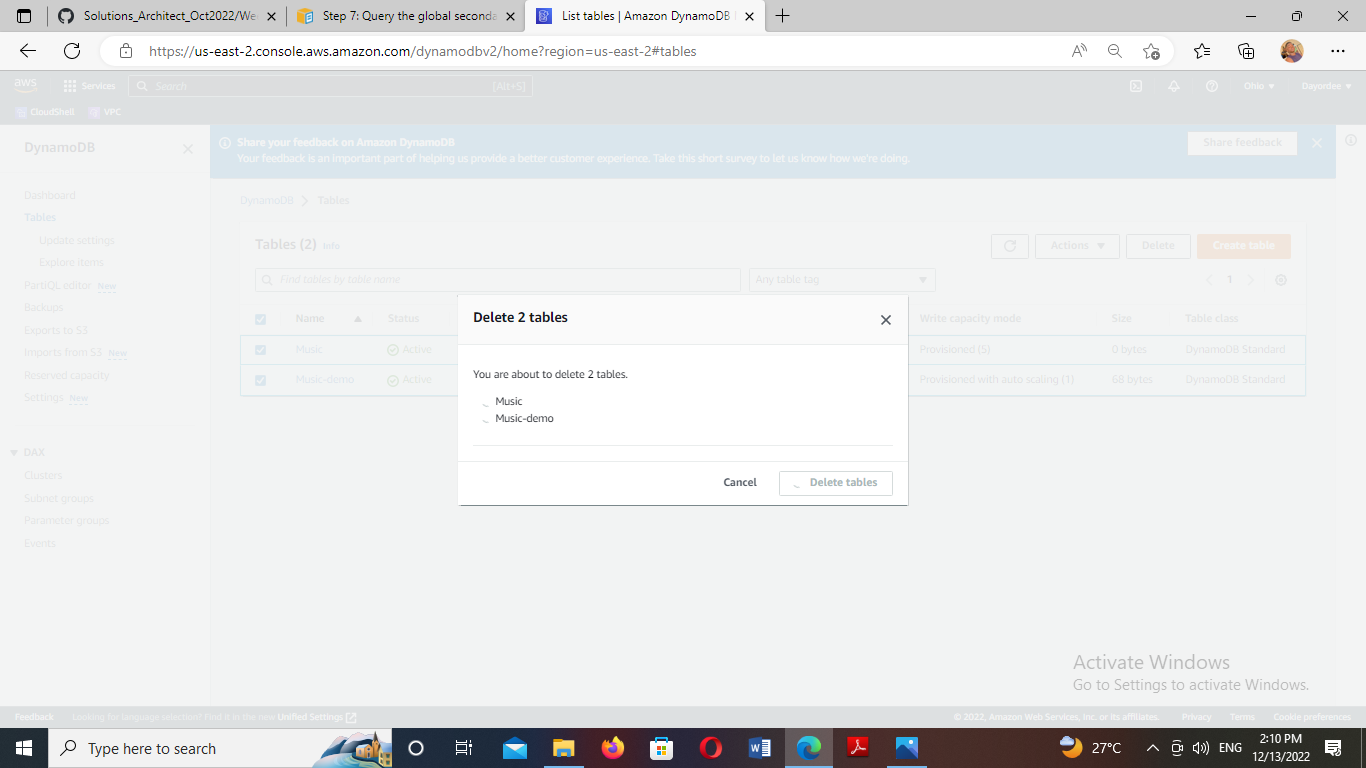 Solutions_Architect_Oct2022/We
Step 7: Query the global seconda
List tables | Amazon DynamoDB
https://us-east-2.console.aws.amazon.com/dynamodbv2/home?region=us-east-2#tables
aws
Services
Search
[Alt+S]
Ohio
Dayordee
CloudShell
VPC
DynamoDB
Share your feedback on Amazon DynamoDB
Your feedback is an important part of helping us provide a better customer experience. Take this short survey to let us know how we're doing.
Share feedback
Dashboard
Tables
Update settings
Explore items
PartiQL editor New
Backups
Exports to S3
Imports from S3 New
Reserved capacity
Settings New
DAX
Clusters
Subnet groups
Parameter groups
Events
DynamoDB > Tables
Tables (2) Info
Actions
Delete
Create table
Find tables by table name
Any table tag
1
Name
Status
Write capacity mode
Size
Table class
Music
Active
Provisioned (5)
0 bytes
DynamoDB Standard
Music-demo
Active
Provisioned with auto scaling (1)
68 bytes
DynamoDB Standard
Delete 2 tables
You are about to delete 2 tables.
Music
Music-demo
Cancel
Delete tables
Activate Windows
Go to Settings to activate Windows.
Feedback
Looking for language selection? Find it in the new Unified Settings
© 2022, Amazon Web Services, Inc. or its affiliates.
Privacy
Terms
Cookie preferences
Type here to search
27°C
ENG
2:10 PM
12/13/2022